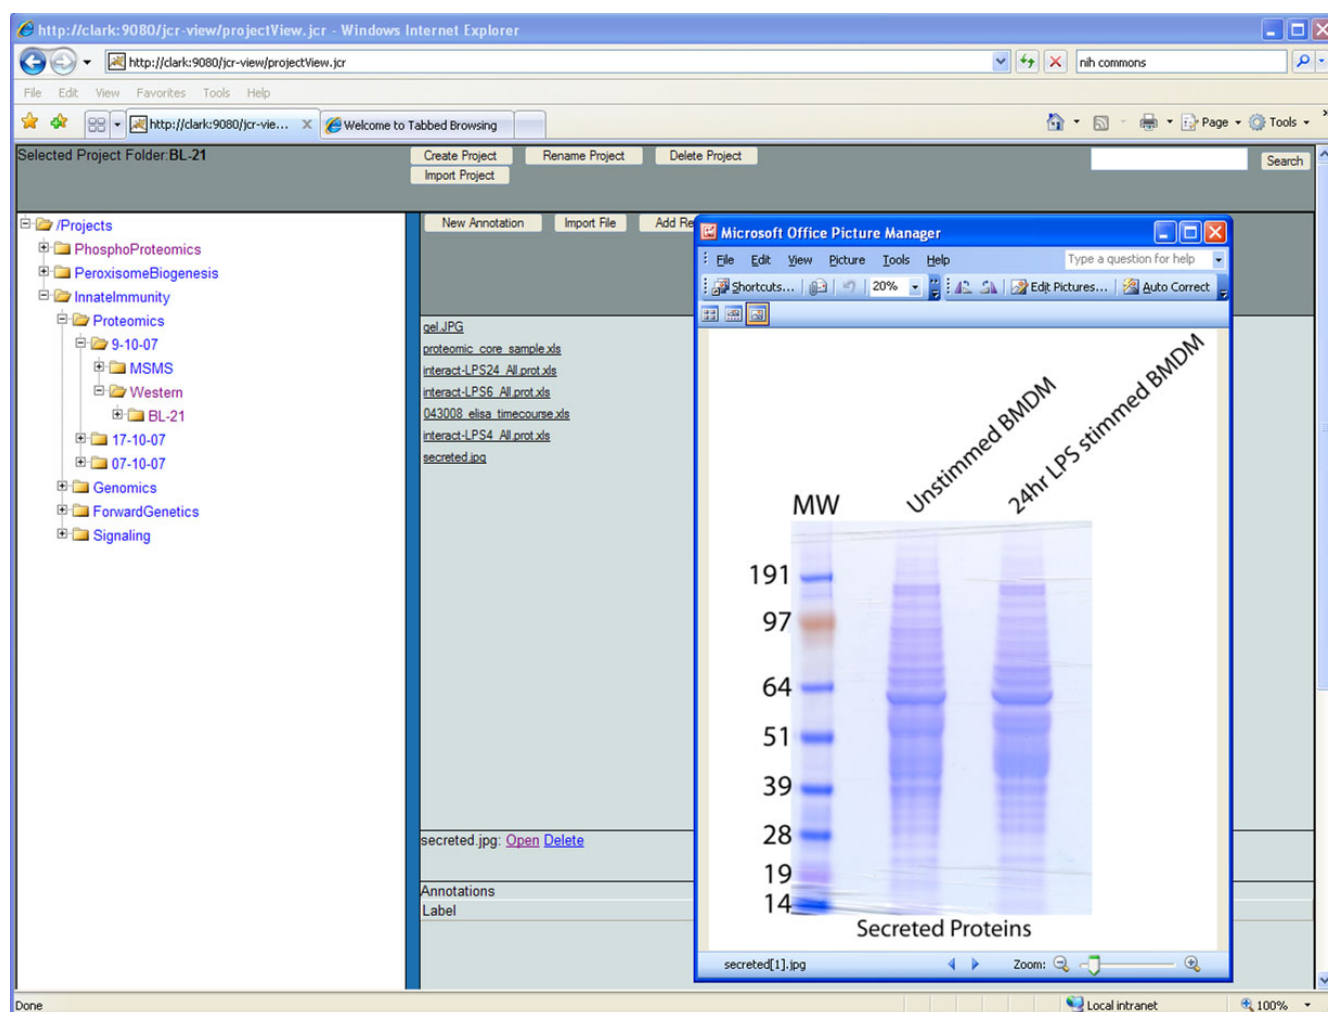 http://clark:9080/jcr-view/projectView.jcr - Windows Internet Explorer
http://clark:9080/jcr-view/projectView.jcr
nih commons
File Edit View Favorites Tools Help
http://clark:9080/jcr-vie... X Welcome to Tabbed Browsing
Page Tools
Selected Project Folder:BL-21
Create Project Rename Project Delete Project
Search
Import Project
/Projects
PhosphoProteomics
PeroxisomeBiogenesis
InnateImmunity
Proteomics
9-10-07
MSMS
Western
BL-21
17-10-07
07-10-07
Genomics
ForwardGenetics
Signaling
New Annotation Import File Add Re
gel.JPG
proteomic_core_sample.xls
interact-LPS24_All.prot.xls
interact-LPS6_All.prot.xls
043008_elisa_timecourse.xls
interact-LPS4_All.prot.xls
secreted.jpg
secreted.jpg: Open Delete
Annotations
Label
Microsoft Office Picture Manager
File Edit View Picture Tools Help
Type a question for help
Shortcuts... 20% Edit Pictures... Auto Correct
Unstimmed BMDM
24hr LPS stimmed BMDM
MW
191
97
64
51
39
28
19
14
Secreted Proteins
secreted[1].jpg Zoom:
Done
Local intranet
100%